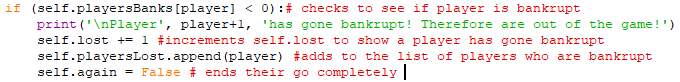 if (self.playersBanks[player] < 0):# checks to see if player is bankrupt
print('\nPlayer', player+1, 'has gone bankrupt! Therefore are out of the game!')
self.lost += 1 #increments self.lost to show a player has gone bankrupt
self.playersLost.append(player) #adds to the list of players who are bankrupt
self.again = False # ends their go completely